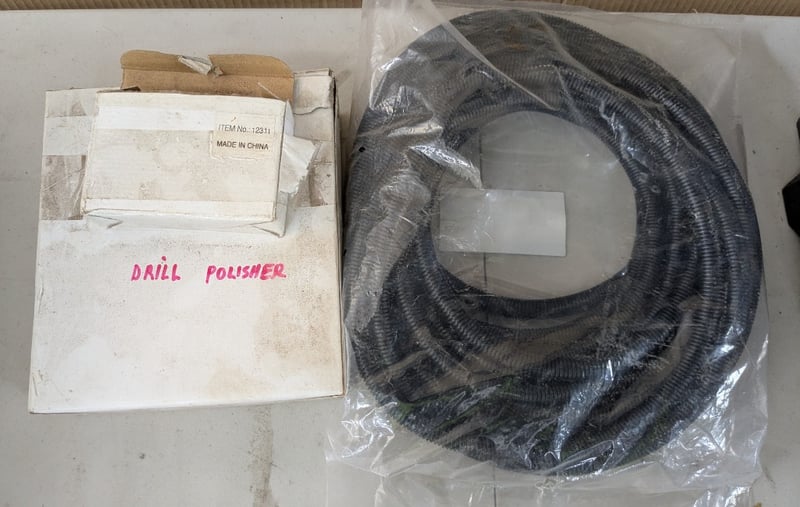 ITEM No.: 12311
MADE IN CHINA
DRILL POLISHER